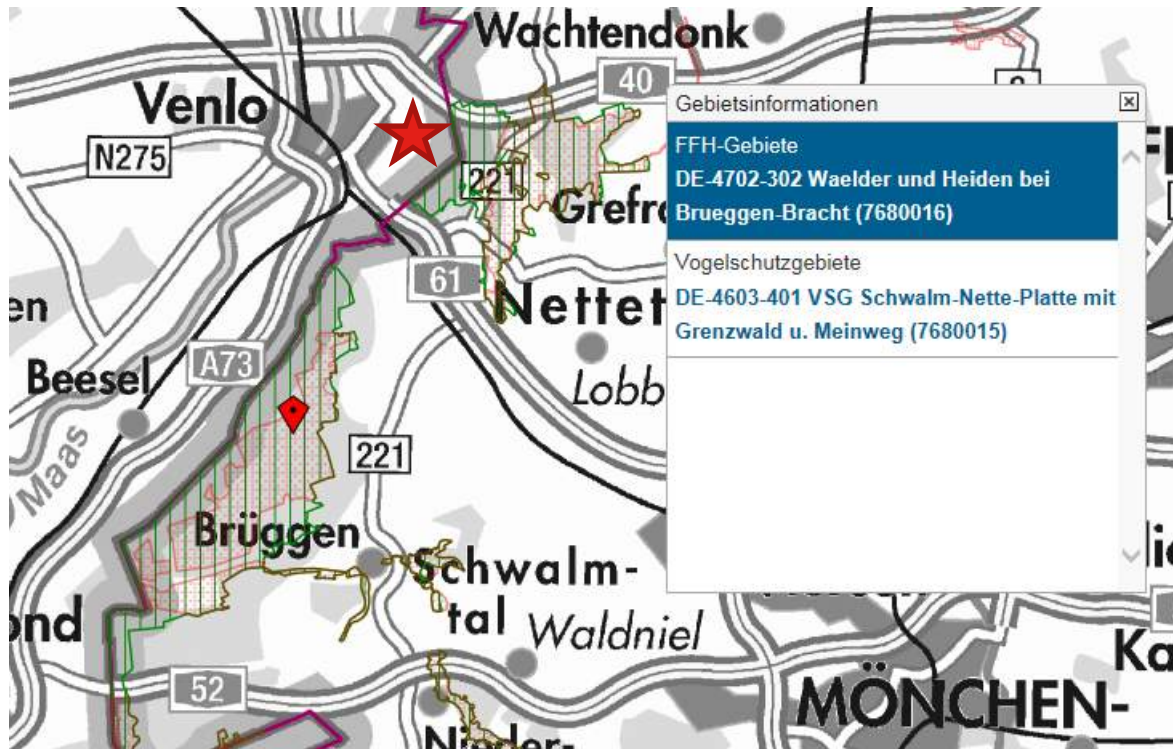 Wachtendonk
40
Venlo
N275
221
Grefr
61
en
Nettet
A73
Beesel
Lobb
Maas
221
Brüggen
Schwalm-
tal
Waldniel
ond
52
Ka
MÖNCHEN-
Nieder-
Gebietsinformationen
FFH-Gebiete
DE-4702-302 Waelder und Heiden bei
Brueggen-Bracht (7680016)
Vogelschutzgebiete
DE-4603-401 VSG Schwalm-Nette-Platte mit
Grenzwald u. Meinweg (7680015)